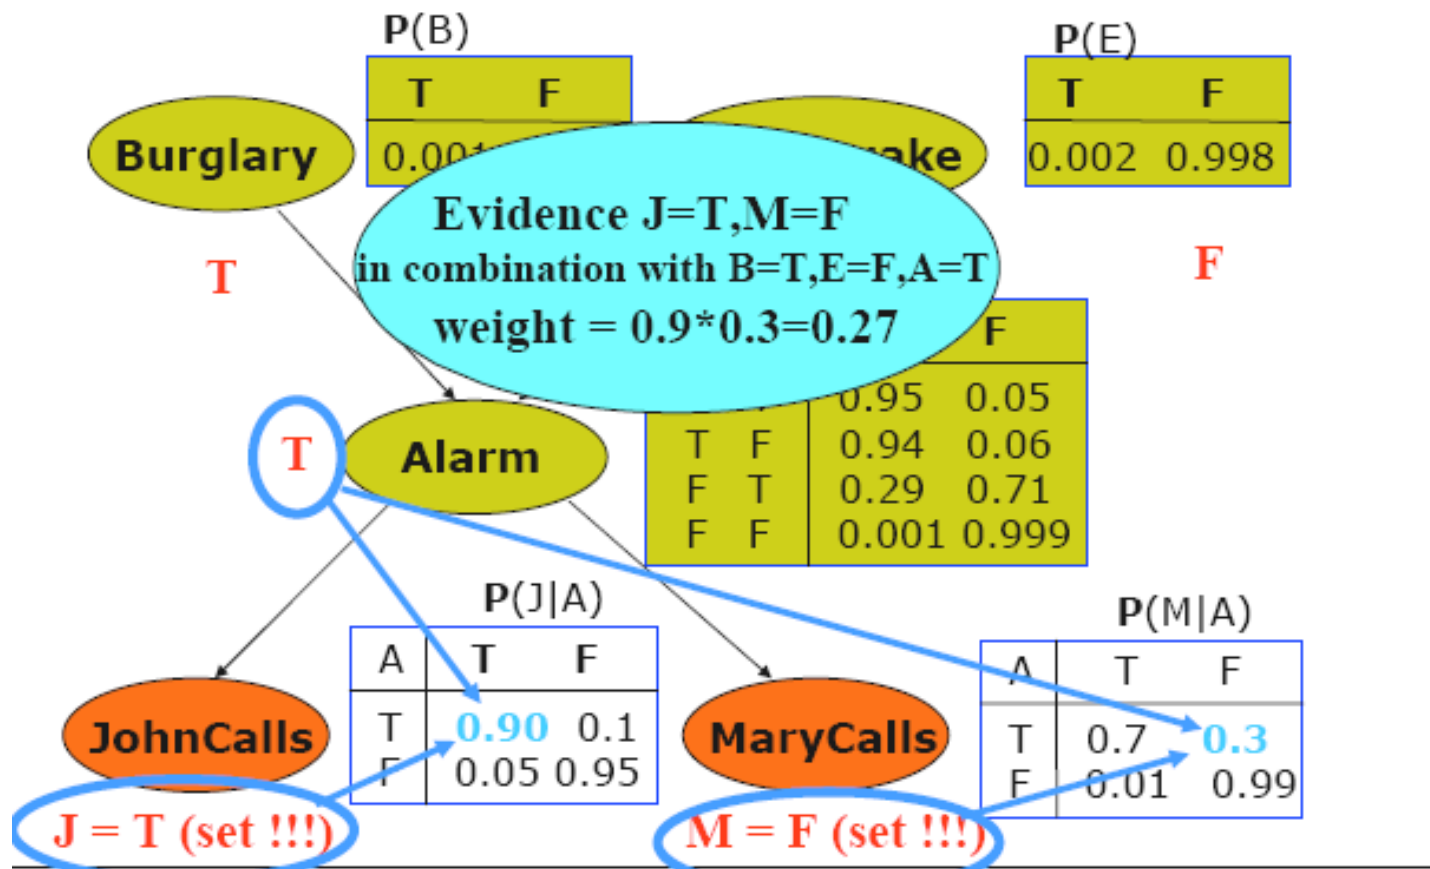 P(B)
T F
Burglary
0.001
P(E)
T F
0.002 0.998
Evidence J=T,M=F
in combination with B=T,E=F,A=T
weight = 0.9*0.3=0.27
T
F
F
0.95 0.05
T F 0.94 0.06
F T 0.29 0.71
F F 0.001 0.999
T
Alarm
P(J|A)
A T F
T 0.90 0.1
F 0.05 0.95
P(M|A)
A T F
T 0.7 0.3
F 0.01 0.99
JohnCalls
MaryCalls
J = T (set !!!)
M = F (set !!!)